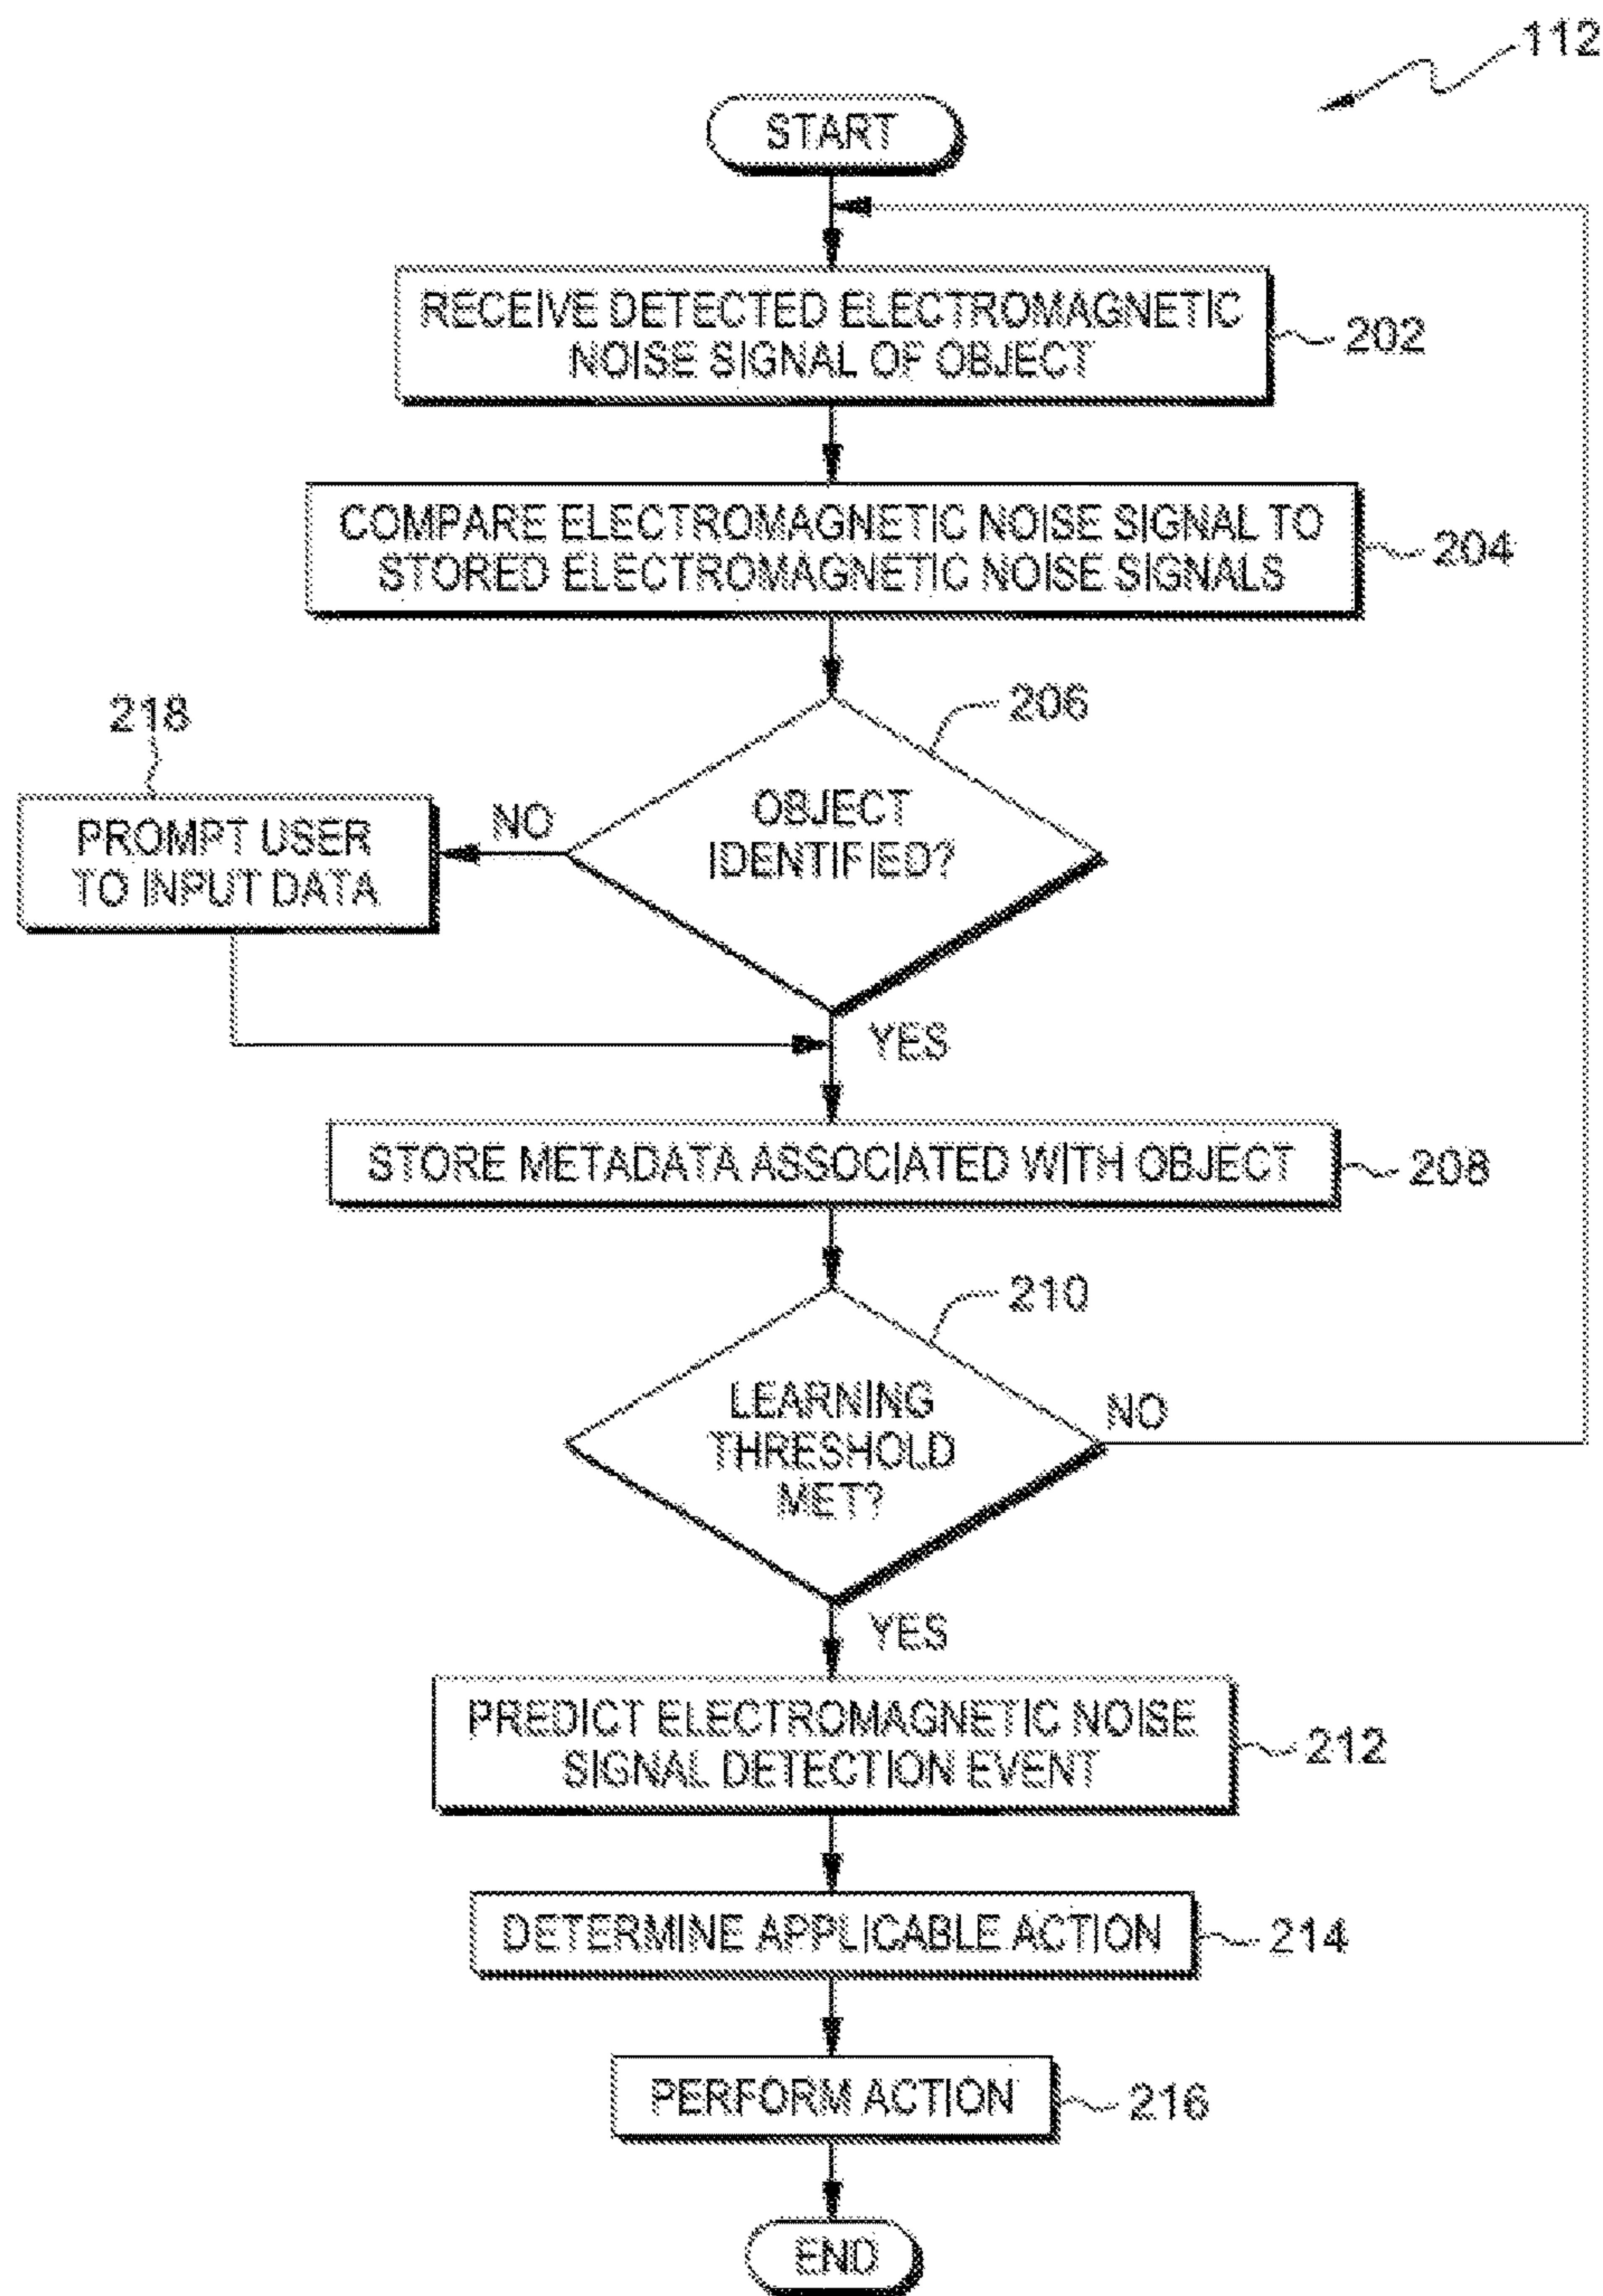 112
START
RECEIVE DETECTED ELECTROMAGNETIC
NOISE SIGNAL OF OBJECT
202
COMPARE ELECTROMAGNETIC NOISE SIGNAL TO
STORED ELECTROMAGNETIC NOISE SIGNALS
204
206
OBJECT
IDENTIFIED?
NO
218
PROMPT USER
TO INPUT DATA
YES
STORE METADATA ASSOCIATED WITH OBJECT
208
210
LEARNING
THRESHOLD
MET?
NO
YES
PREDICT ELECTROMAGNETIC NOISE
SIGNAL DETECTION EVENT
212
DETERMINE APPLICABLE ACTION
214
PERFORM ACTION
216
END